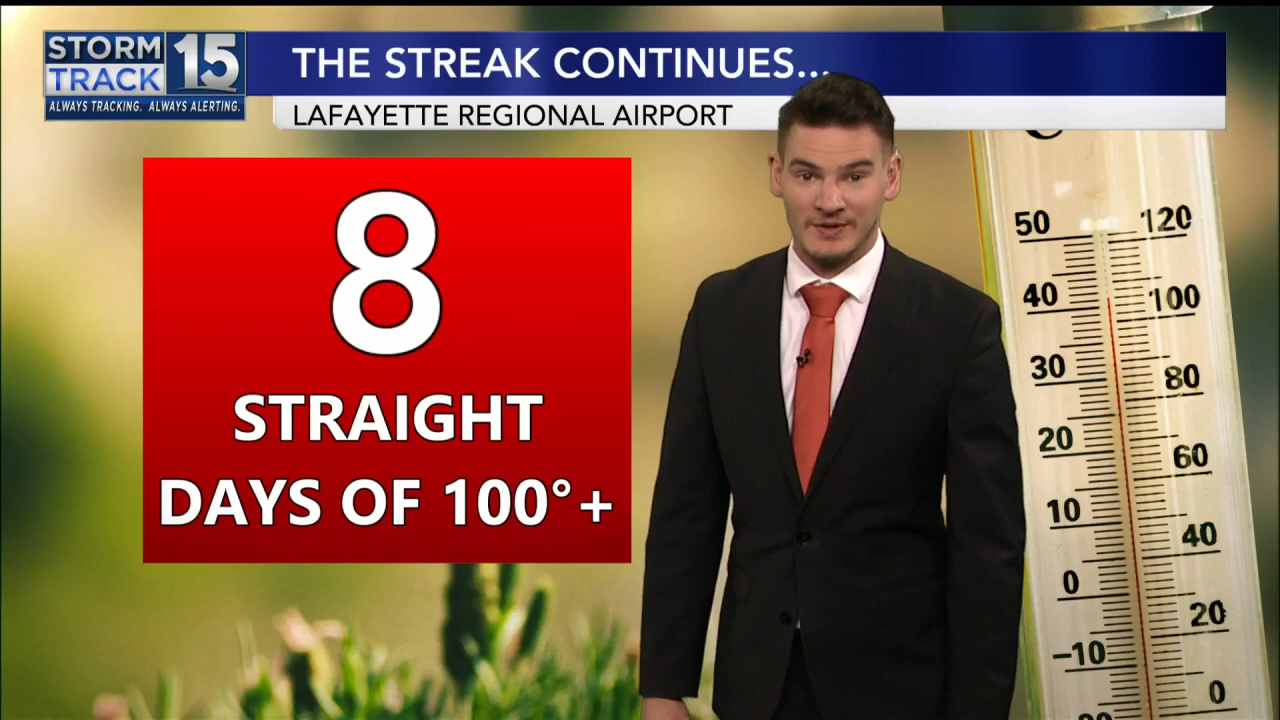 STORM
TRACK
15
ALWAYS TRACKING. ALWAYS ALERTING.
THE STREAK CONTINUES...
LAFAYETTE REGIONAL AIRPORT
8
STRAIGHT
DAYS OF 100°+
50 120
40 100
30 80
20 60
10 40
0 20
-10 0